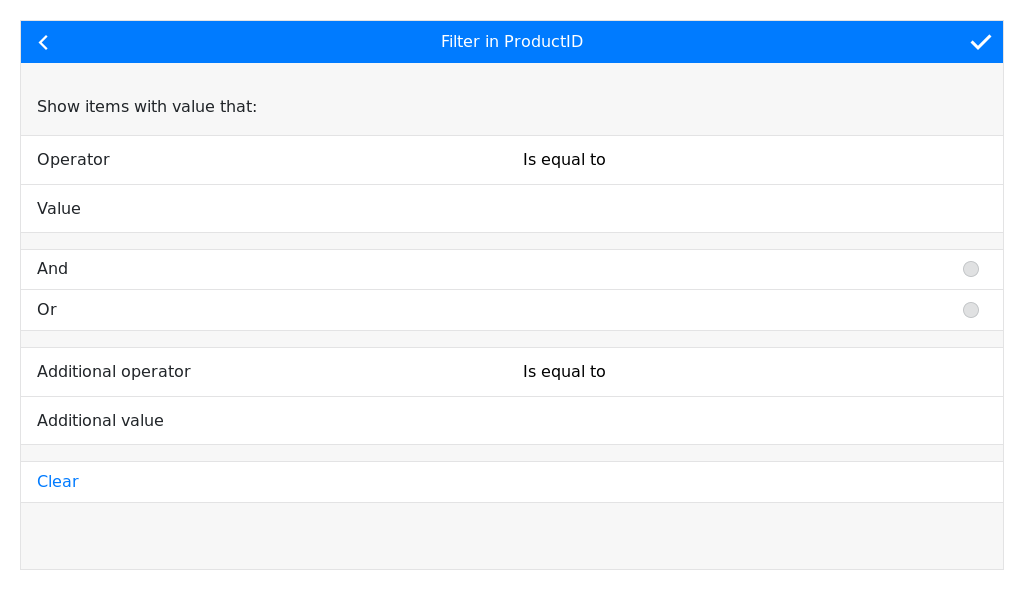 Filter in ProductID
Show items with value that:
Operator Is equal to
Value
And
Or
Additional operator Is equal to
Additional value
Clear